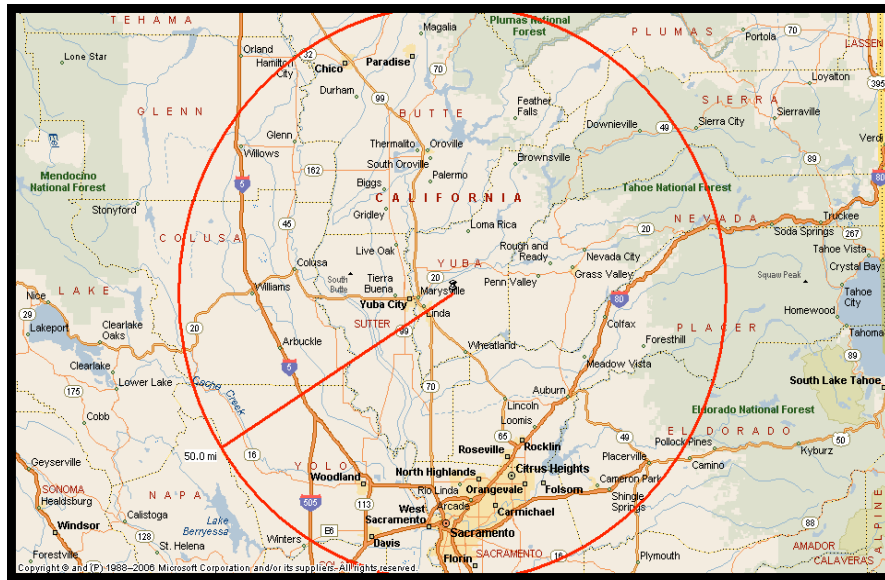 TEHAMA
Magalia
Plumas National
Forest
PLUMAS
Portola
LASSEN
Lone Star
Orland
32
Hamilton
City
Chico
Paradise
70
70
49
395
Durham
99
Loyalton
GLENN
BUTTE
Feather
Falls
SIERRA
Eel
Glenn
Downieville
49
Sierra City
Sierraville
Verdi
Willows
Thermalito
Oroville
Brownsville
89
Mendocino
National Forest
162
South Oroville
5
Biggs
Palermo
80
CALIFORNIA
Tahoe National Forest
Stonyford
Gridley
45
Loma Rica
NEVADA
Truckee
COLUSA
Live Oak
Rough and
Ready
20
Soda Springs
267
Nevada City
Tahoe Vista
Colusa
YUBA
Crystal Bay
South
Butte
Tierra
Buena
20
Grass Valley
Squaw Peak
LAKE
Williams
Marysville
Penn Valley
Tahoe
City
Nice
Yuba City
80
29
Linda
Homewood
Lakeport
Clearlake
Oaks
20
SUTTER
Colfax
PLACER
Tahoma
99
Arbuckle
Wheatland
Foresthill
Clearlake
5
Meadow Vista
89
Lower Lake
Cache
Creek
70
Auburn
South Lake Tahoe
175
Lincoln
Eldorado National Forest
Cobb
Loomis
65
49
EL DORADO
Rocklin
Pollock Pines
50
50.0 mi
16
Roseville
Placerville
Kyburz
Geyserville
YOLO
North Highlands
Citrus Heights
Camino
Woodland
Cameron Park
SONOMA
NAPA
Rio Linda
Orangevale
Folsom
Healdsburg
505
113
West
Sacramento
Arcade
Carmichael
Shingle
Springs
Calistoga
Lake
Berryessa
Windsor
E6
Sacramento
88
128
ALPINE
St. Helena
Winters
Davis
SACRAMENTO
16
Plymouth
AMADOR
Forestville
Florin
CALAVERAS
Copyright © and (P) 1988–2006 Microsoft Corporation and/or its suppliers. All rights reserved.